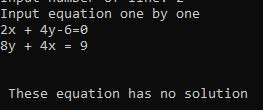 Input number of line: 2
Input equation one by one
2x + 4y-6=0
8y + 4x = 9
These equation has no solution